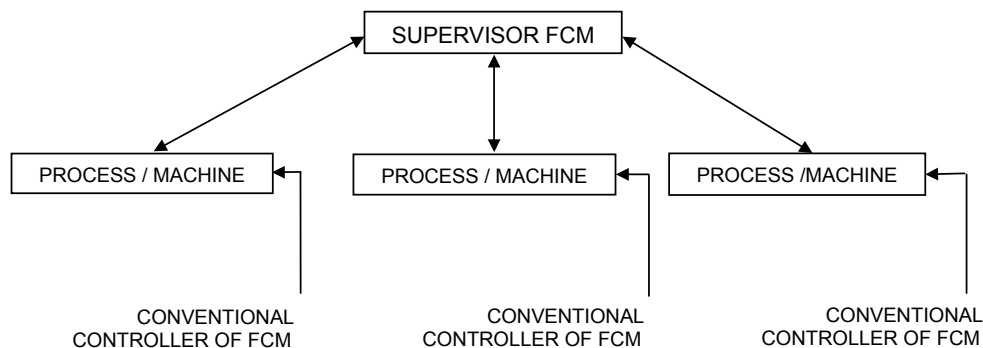 SUPERVISOR FCM
PROCESS / MACHINE
PROCESS / MACHINE
PROCESS /MACHINE
CONVENTIONAL
CONTROLLER OF FCM
CONVENTIONAL
CONTROLLER OF FCM
CONVENTIONAL
CONTROLLER OF FCM